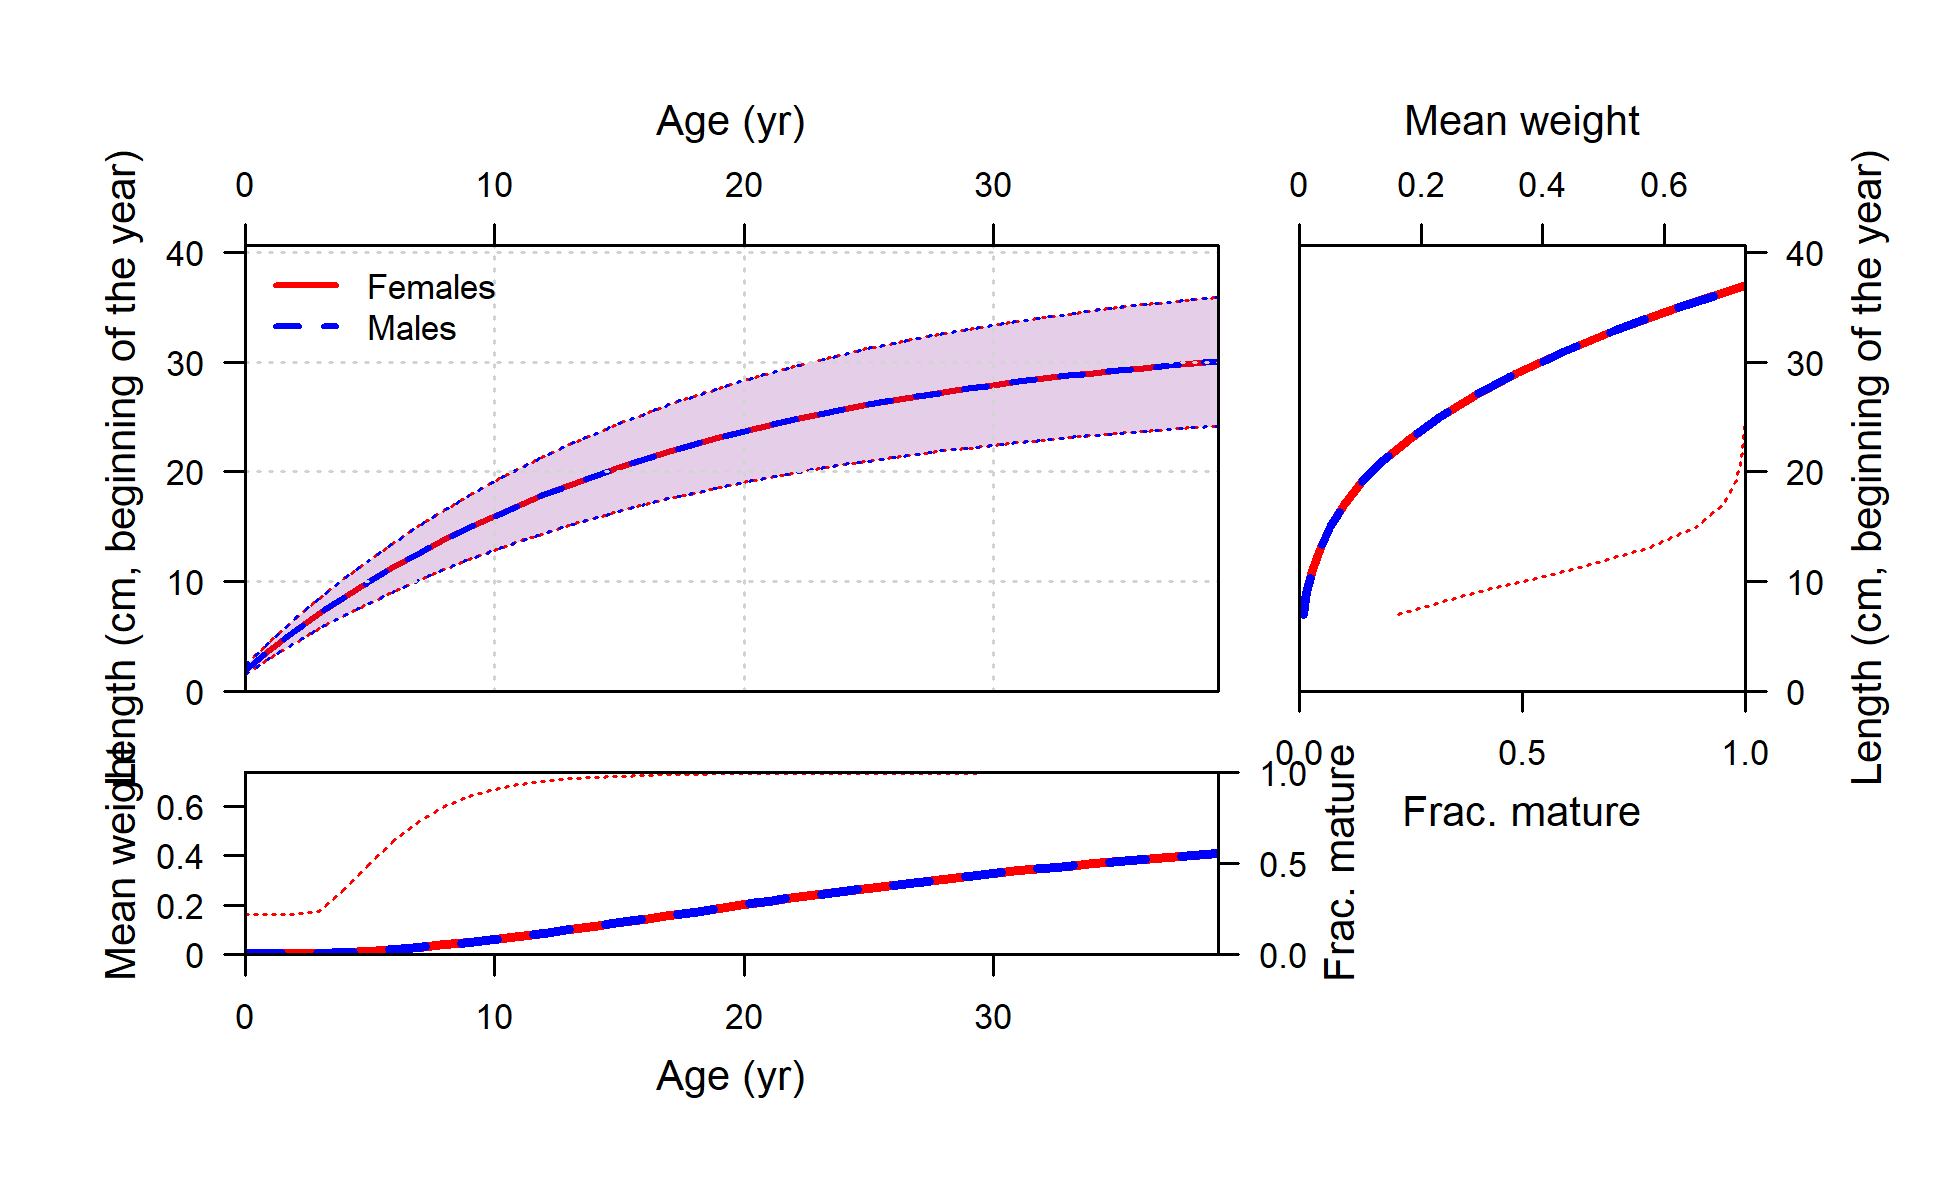 Age (yr)
Mean weight
0 10 20 30
0 0.2 0.4 0.6
Length (cm, beginning of the year)
40
30
20
10
0
Females
Males
40
30
20
10
0
Length (cm, beginning of the year)
0.0 0.5 1.0
Frac. mature
Mean weight
0.6
0.4
0.2
0
1.0
0.5
0.0
Frac. mature
0 10 20 30
Age (yr)